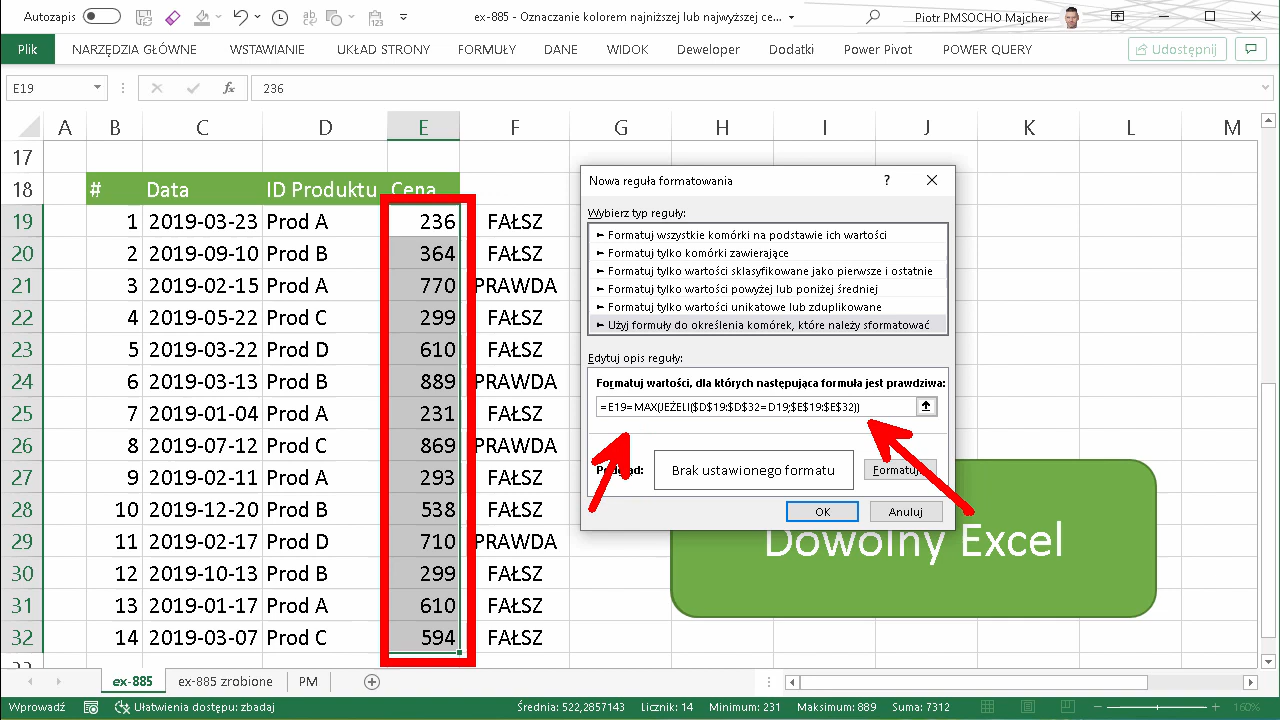 Autozapis
ex-885 - Oznaczanie kolorem najniższej lub najwyższej ce...
Piotr PMSOCHO Majcher
Plik NARZĘDZIA GŁÓWNE WSTAWIANIE UKŁAD STRONY FORMUŁY DANE WIDOK Deweloper Dodatki Power Pivot POWER QUERY Udostępnij
E19 fx 236
A B C D E F G H I J K L M
17
18 # Data ID Produktu Cena
19 1 2019-03-23 Prod A 236 FAŁSZ
20 2 2019-09-10 Prod B 364 FAŁSZ
21 3 2019-02-15 Prod A 770 PRAWDA
22 4 2019-05-22 Prod C 299 FAŁSZ
23 5 2019-03-22 Prod D 610 FAŁSZ
24 6 2019-03-13 Prod B 889 PRAWDA
25 7 2019-01-04 Prod A 231 FAŁSZ
26 8 2019-07-12 Prod C 869 PRAWDA
27 9 2019-02-11 Prod A 293 FAŁSZ
28 10 2019-12-20 Prod B 538 FAŁSZ
29 11 2019-02-17 Prod D 710 PRAWDA
30 12 2019-10-13 Prod B 299 FAŁSZ
31 13 2019-01-17 Prod A 610 FAŁSZ
32 14 2019-03-07 Prod C 594 FAŁSZ
Nowa reguła formatowania ?
Wybierz typ reguły:
► Formatuj wszystkie komórki na podstawie ich wartości
► Formatuj tylko komórki zawierające
► Formatuj tylko wartości sklasyfikowane jako pierwsze i ostatnie
► Formatuj tylko wartości powyżej lub poniżej średniej
► Formatuj tylko wartości unikatowe lub zduplikowane
► Użyj formuły do określenia komórek, które należy sformatować
Edytuj opis reguły:
Formatuj wartości, dla których następująca formuła jest prawdziwa:
=E19=MAX(JEŻELI($D$19:$D$32=D19;$E$19:$E$32))
Brak ustawionego formatu
Formatuj
OK Anuluj
Dowolny Excel
ex-885 ex-885 zrobione PM
Wprowadź Ułatwienia dostępu: zbadaj Średnia: 522,2857143 Licznik: 14 Minimum: 231 Maksimum: 889 Suma: 7312 160%